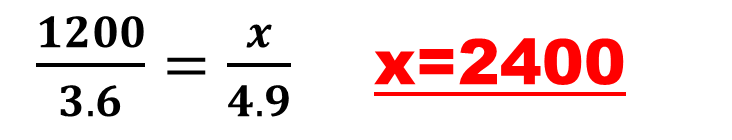 1200/3.6 = x/4.9 x=2400